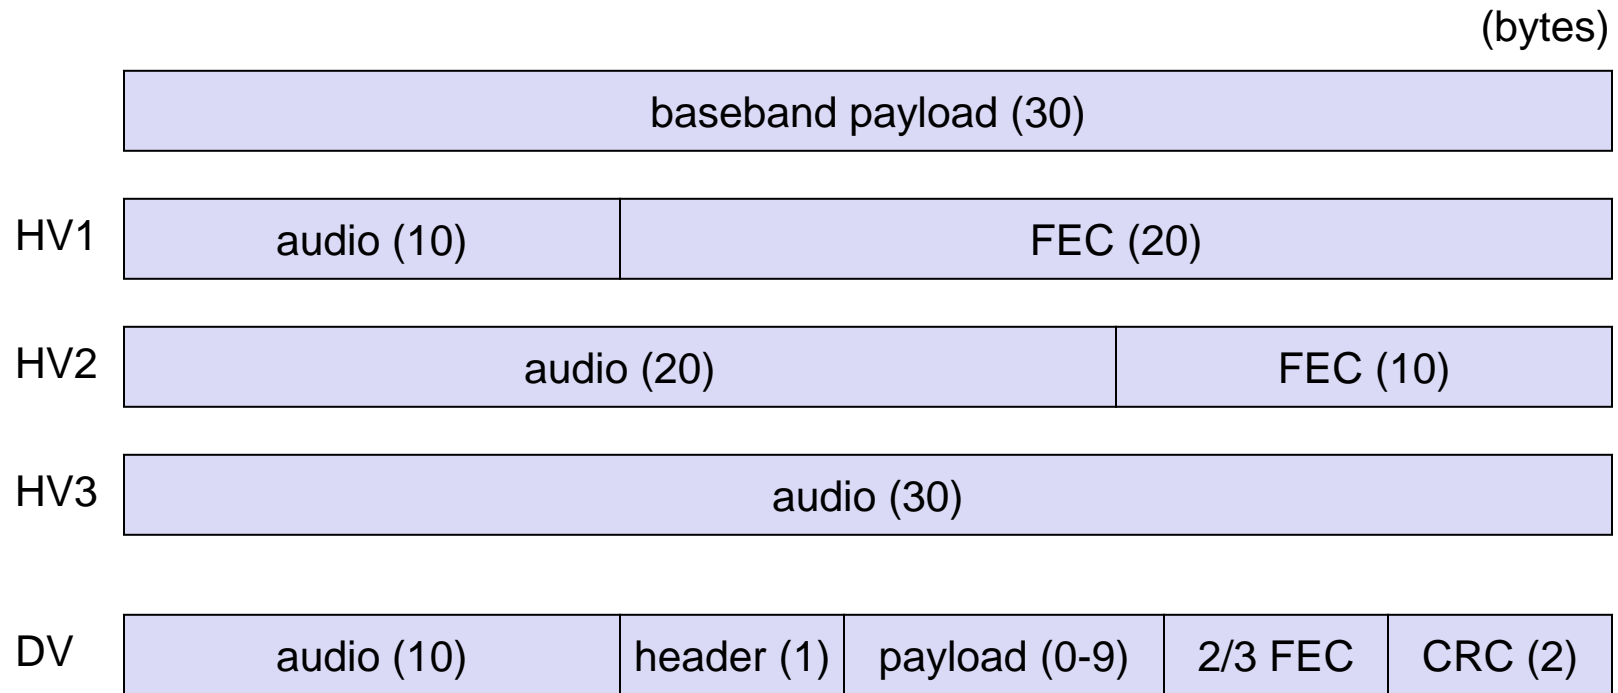 (bytes)
baseband payload (30)
HV1 audio (10) FEC (20)
HV2 audio (20) FEC (10)
HV3 audio (30)
DV audio (10) header (1) payload (0-9) 2/3 FEC CRC (2)